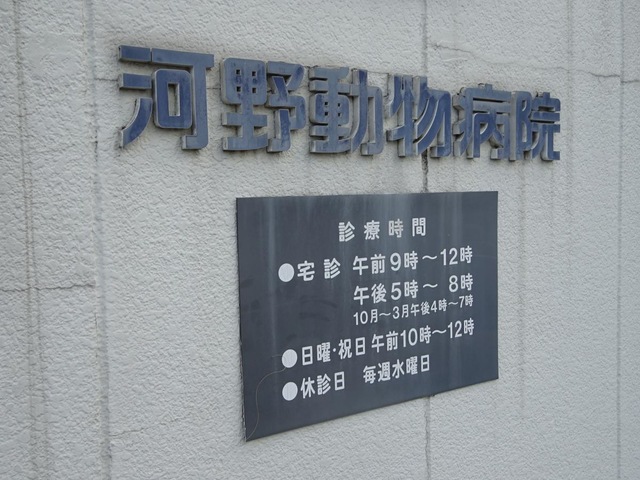 河野動物病院
診療時間
●宅診 午前9時～12時
午後5時～8時
10月～3月午後4時～7時
●日曜・祝日午前10時～12時
●休診日 毎週水曜日